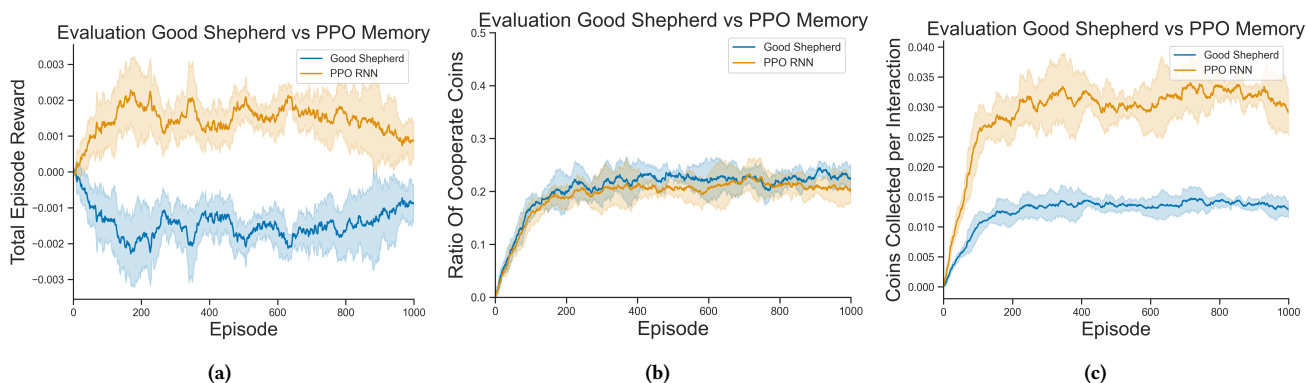 Evaluation Good Shepherd vs PPO Memory
Total Episode Reward
0.003
0.002
0.001
0.000
−0.001
−0.002
−0.003
Good Shepherd
PPO RNN
0
200
400
600
800
1000
Episode
(a)
Evaluation Good Shepherd vs PPO Memory
Ratio Of Cooperate Coins
0.5
0.4
0.3
0.2
0.1
0.0
Good Shepherd
PPO RNN
0
200
400
600
800
1000
Episode
(b)
Evaluation Good Shepherd vs PPO Memory
Coins Collected per Interaction
0.040
0.035
0.030
0.025
0.020
0.015
0.010
0.005
0.000
Good Shepherd
PPO RNN
0
200
400
600
800
1000
Episode
(c)